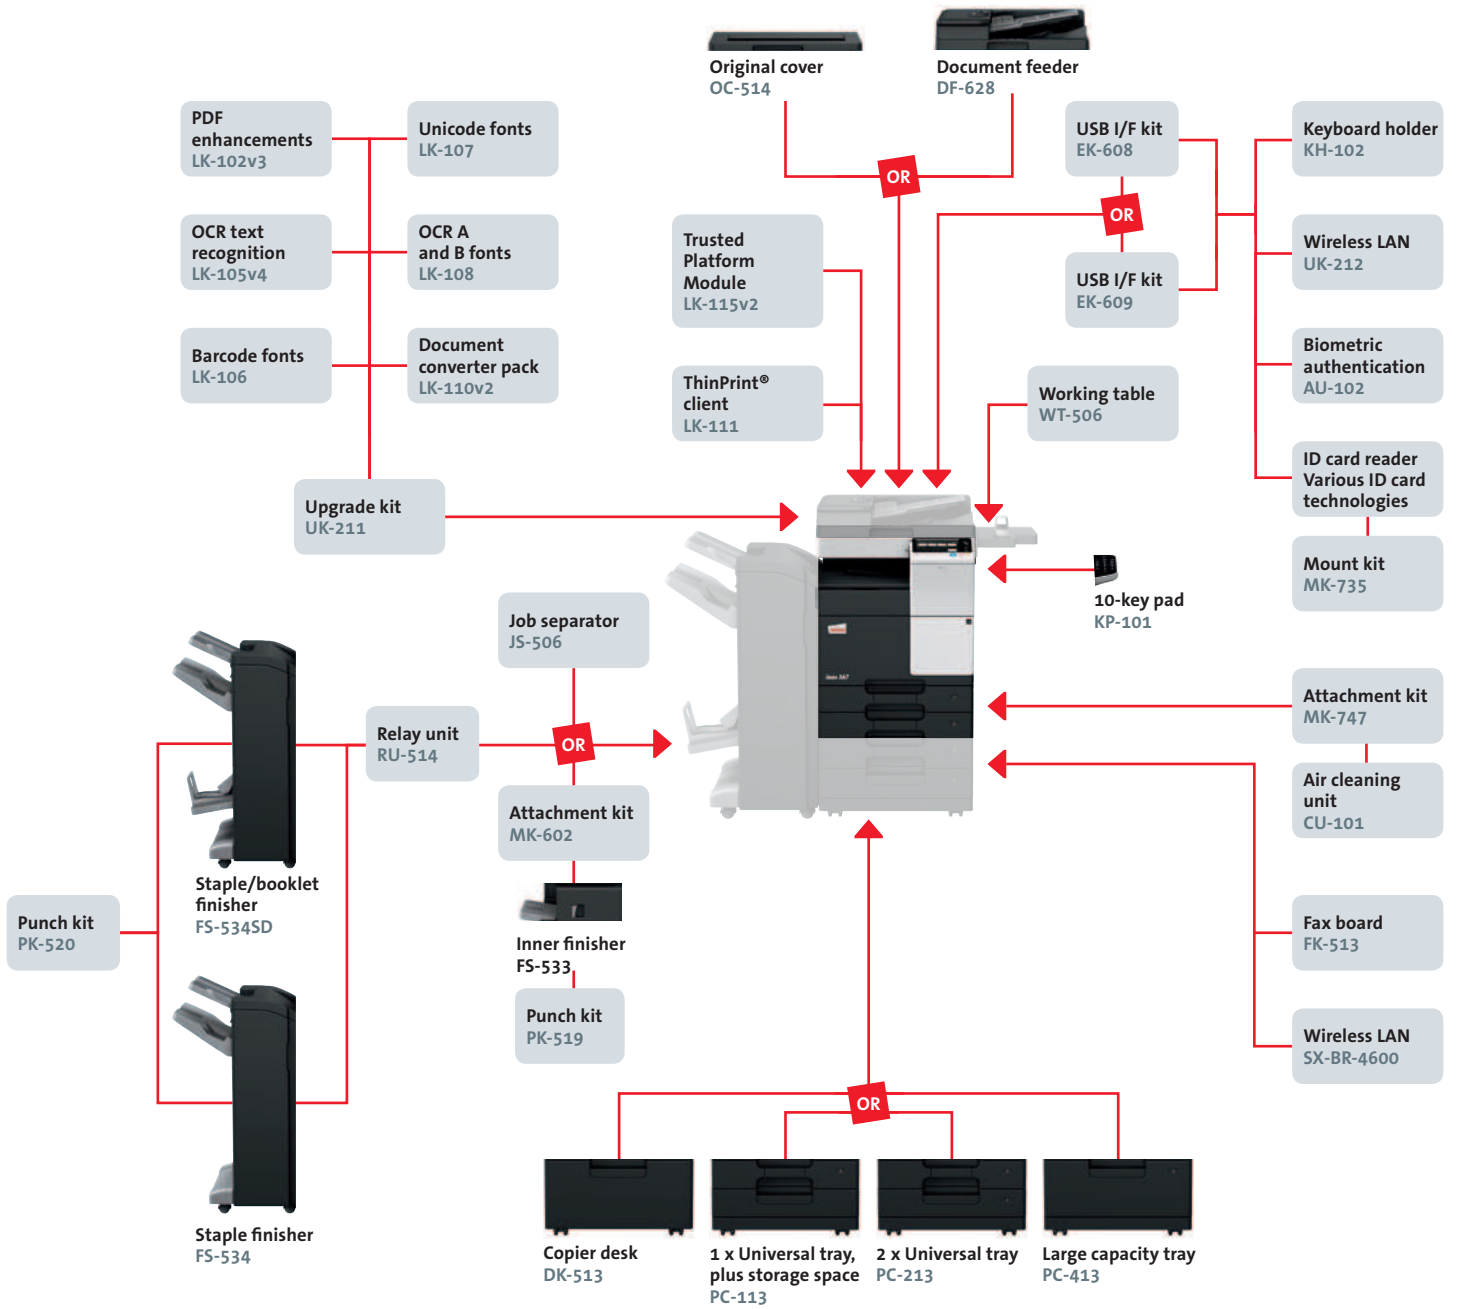 Original cover
OC-514
Document feeder
DF-628
PDF
enhancements
LK-102v3
Unicode fonts
LK-107
USB I/F kit
EK-608
Keyboard holder
KH-102
OR
OR
OCR text
recognition
LK-105v4
OCR A
and B fonts
LK-108
Trusted
Platform
Module
LK-115v2
Wireless LAN
UK-212
USB I/F kit
EK-609
Barcode fonts
LK-106
Document
converter pack
LK-110v2
ThinPrint®
client
LK-111
Working table
WT-506
Biometric
authentication
AU-102
ID card reader
Various ID card
technologies
Upgrade kit
UK-211
Mount kit
MK-735
10-key pad
KP-101
Job separator
JS-506
ineo 367
Attachment kit
MK-747
Relay unit
RU-514
OR
Air cleaning
unit
CU-101
Attachment kit
MK-602
Staple/booklet
finisher
FS-534SD
Punch kit
PK-520
Inner finisher
FS-533
Fax board
FK-513
Punch kit
PK-519
Wireless LAN
SX-BR-4600
OR
Staple finisher
FS-534
Copier desk
DK-513
1 x Universal tray,
plus storage space
PC-113
2 x Universal tray
PC-213
Large capacity tray
PC-413